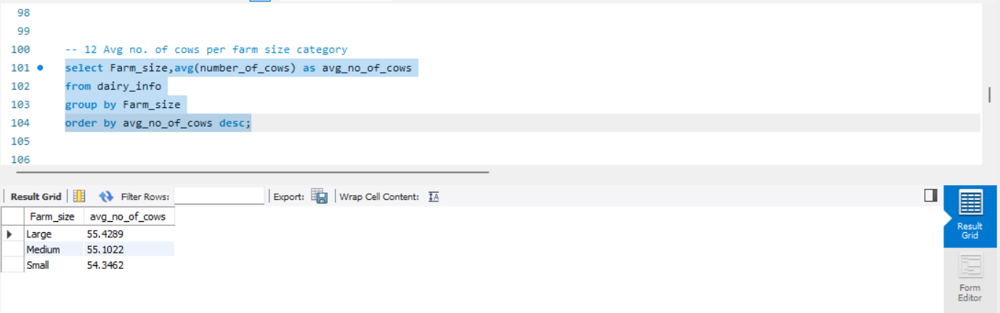 98
99
100 -- 12 Avg no. of cows per farm size category
101 select Farm_size,avg(number_of_cows) as avg_no_of_cows
102 from dairy_info
103 group by Farm_size
104 order by avg_no_of_cows desc;
105
106
Result Grid Filter Rows: Export: Wrap Cell Content: IA
Farm_size avg_no_of_cows
Large 55.4289
Medium 55.1022
Small 54.3462
Result
Grid
Form
Editor